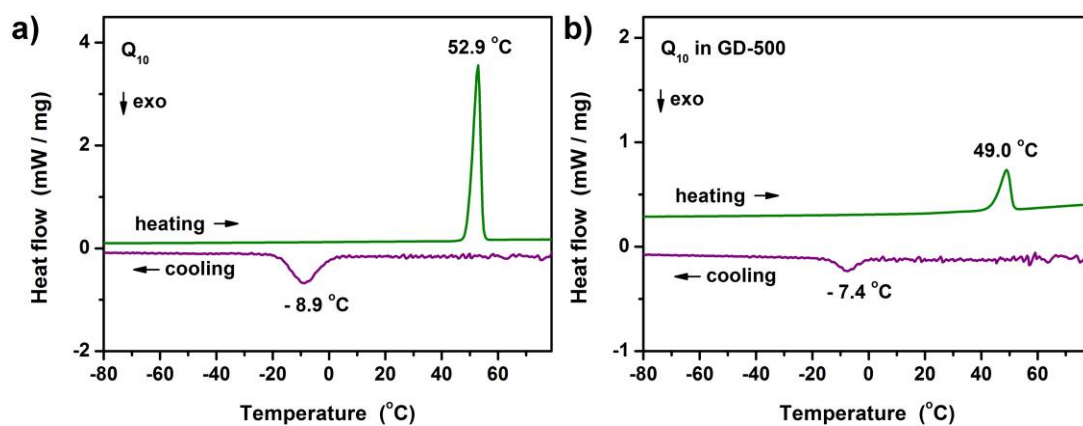 a)
Q10
↓ exo
52.9 °C
heating →
← cooling
- 8.9 °C
4
2
0
-2
Heat flow (mW / mg)
-80 -60 -40 -20 0 20 40 60
Temperature (°C)
b)
Q10 in GD-500
↓ exo
49.0 °C
heating →
← cooling
- 7.4 °C
2
1
0
-1
Heat flow (mW / mg)
-80 -60 -40 -20 0 20 40 60
Temperature (°C)